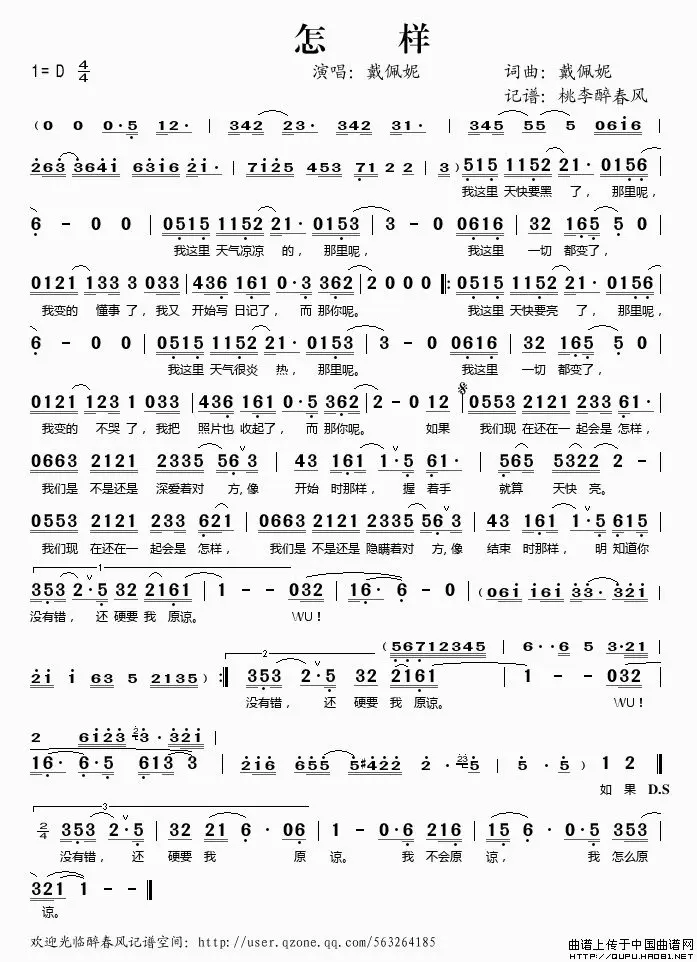 怎 样
1= D 4/4 演唱：戴佩妮 词曲：戴佩妮
记谱：桃李醉春风
( 0 0 0·5 12· | 342 23· 342 31· | 345 55 5 0616
263 3641 6316 21· | 7125 453 71 2 2 | 3 ) 515 1152 21· 0156
我这里 天快要黑 了， 那里呢，
6 - 0 0 | 0515 1152 21· 0153 | 3 - 0 0616 | 32 165 5 0
我这里 天气凉凉 的， 那里呢， 我这里 一切 都变了，
0121 133 3 033 | 436 161 0·3 362 | 2 0 0 0 ‖: 0515 1152 21· 0156
我变的 懂事 了，我又 开始写 日记了， 而 那你呢。 我这里 天快要亮 了， 那里呢，
6 - 0 0 | 0515 1152 21· 0153 | 3 - 0 0616 | 32 165 5 0
我这里 天气很炎 热， 那里呢。 我这里 一切 都变了，
0121 123 1 033 | 436 161 0·5 362 | 2 - 0 12 0553 2121 233 61·
我变的 不哭 了，我把 照片也 收起了， 而 那你呢。 如果 我们现 在还在一 起会是 怎样，
0663 2121 2335 56 3 | 43 161 1·5 61· | 565 5322 2 -
我们是 不是还是 深爱着对 方,像 开始 时那样， 握 着手 就算 天快 亮。
0553 2121 233 621 | 0663 2121 2335 56·3 | 43 161 1·5 615
我们现 在还在一 起会是 怎样， 我们是 不是还是 隐瞒着对 方,像 结束 时那样， 明 知道你
1
353 2·5 32 2161 | 1 - - 032 | 16· 6 - 0 | (061 161 33· 321
没有错， 还 硬要 我 原谅。 WU！
(56712345 | 6··6 5 3·21
21 1 63 5 2135 ) :‖ 2 353 2·5 32 2161 | 1 - - 032
没有错， 还 硬要 我 原谅。 WU！
2 6123 3· 321 |
16· 6·5 613 3 | 216 655 5#422 2 · 5 | 5 ) 1 2 ‖
如 果 D.S
3
2/4 353 2·5 | 32 21 6 · 06 | 1 - 0·6 216 | 15 6 · 0·5 353
没有错， 还 硬要 我 原 谅。 我 不会原 谅， 我 怎么原
321 1 - - ‖
谅。
欢迎光临醉春风记谱空间：http://user.qzone.qq.com/563264185
曲谱上传于中国曲谱网
HTTP://QUPU.HAO81.NET